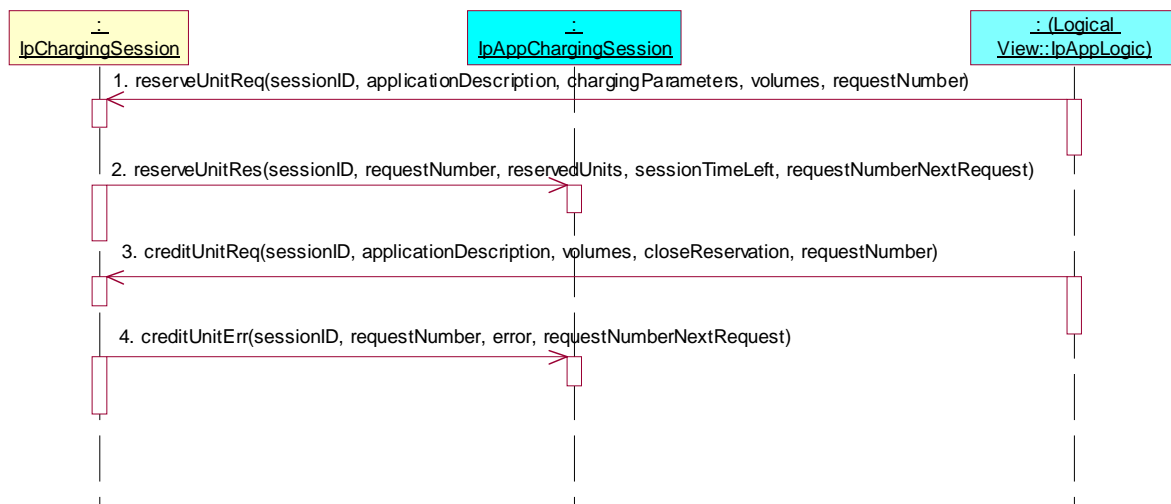 :
IpChargingSession
:
IpAppChargingSession
: (Logical
View::IpAppLogic)
1. reserveUnitReq(sessionID, applicationDescription, chargingParameters, volumes, requestNumber)
2. reserveUnitRes(sessionID, requestNumber, reservedUnits, sessionTimeLeft, requestNumberNextRequest)
3. creditUnitReq(sessionID, applicationDescription, volumes, closeReservation, requestNumber)
4. creditUnitErr(sessionID, requestNumber, error, requestNumberNextRequest)